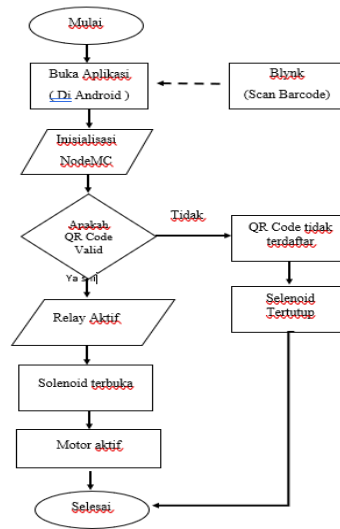 Mulai
Buka Aplikasi
( Di Android )
Blynk
(Scan Barcode)
Inisialisasi
NodeMC
Apakah
QR Code
Valid
Tidak
QR Code tidak
terdaftar
Ya
Selenoid
Tertutup
Relay Aktif
Solenoid terbuka
Motor aktif
Selesai